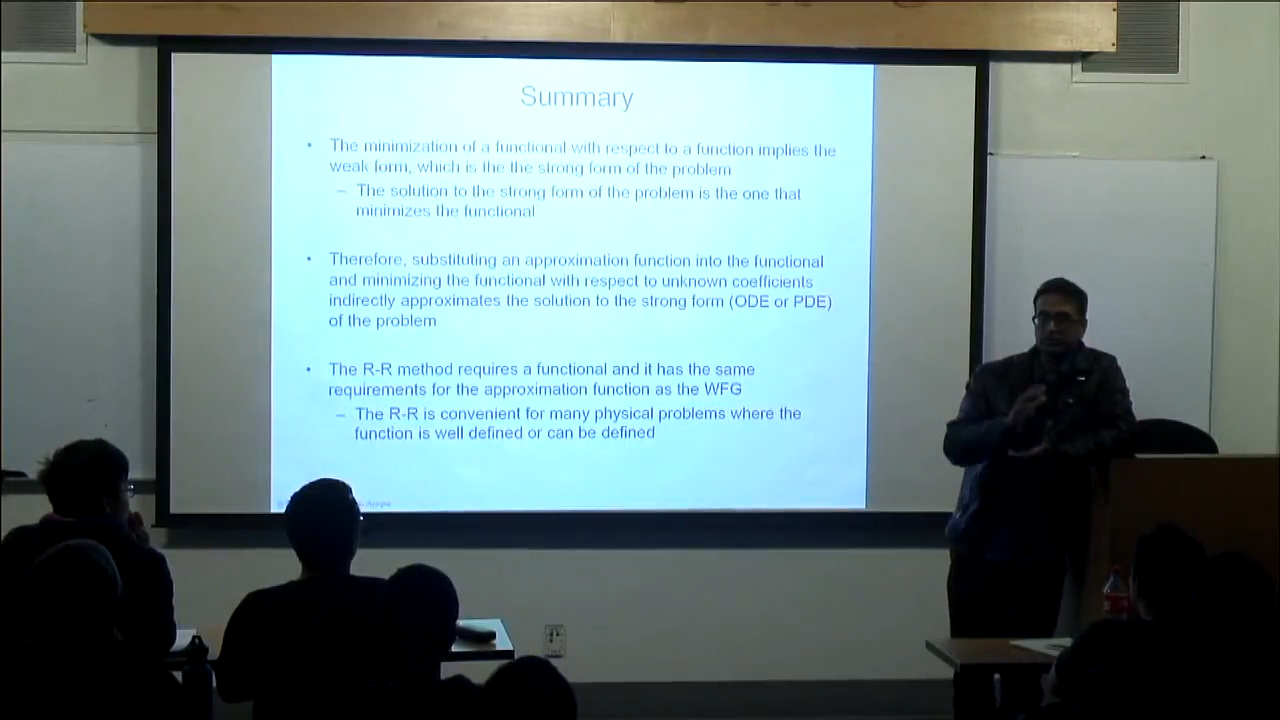 Summary
• The minimization of a functional with respect to a function implies the
weak form, which is the the strong form of the problem
– The solution to the strong form of the problem is the one that
minimizes the functional
• Therefore, substituting an approximation function into the functional
and minimizing the functional with respect to unknown coefficients
indirectly approximates the solution to the strong form (ODE or PDE)
of the problem
• The R-R method requires a functional and it has the same
requirements for the approximation function as the WFG
– The R-R is convenient for many physical problems where the
function is well defined or can be defined